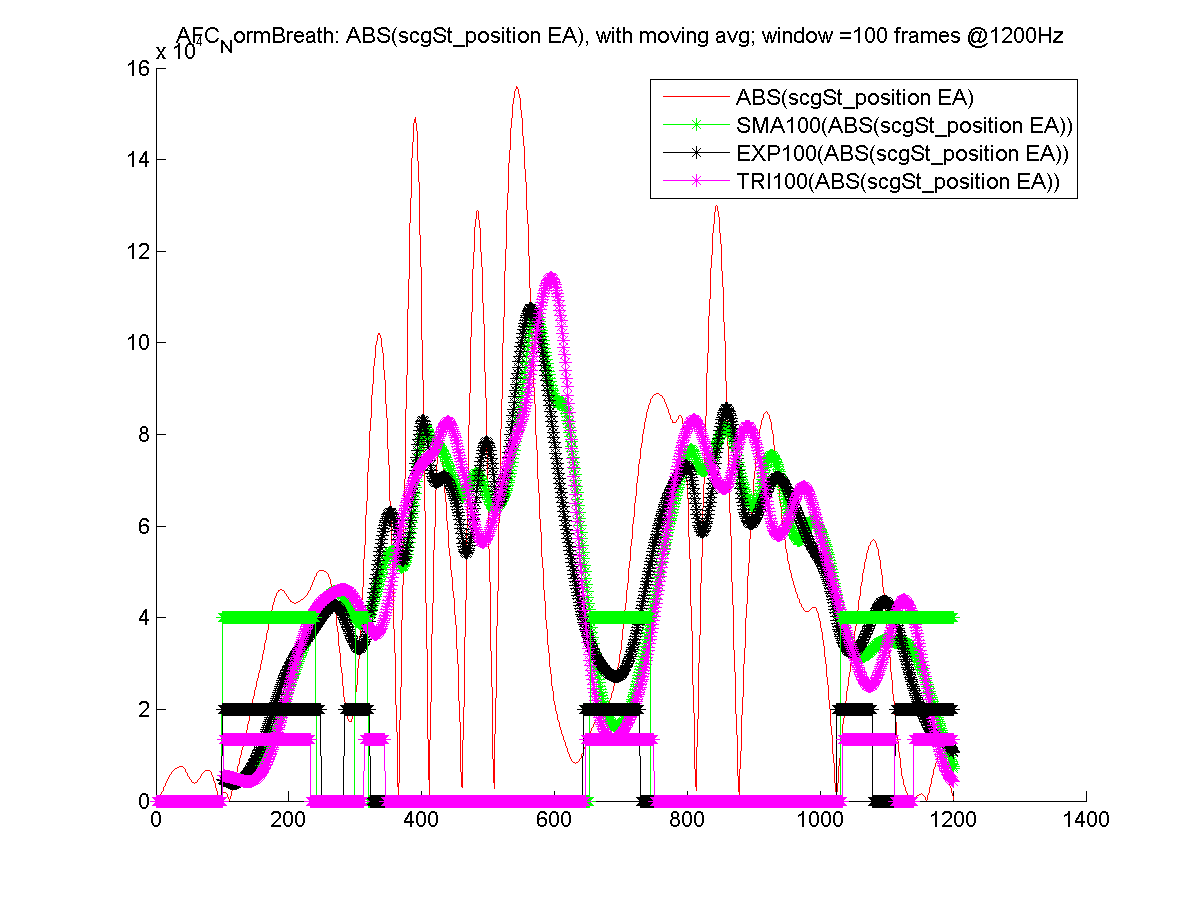 AFC_NormBreath: ABS(scgSt_position EA), with moving avg; window =100 frames @1200Hz
x 10^4
ABS(scgSt_position EA)
SMA100(ABS(scgSt_position EA))
EXP100(ABS(scgSt_position EA))
TRI100(ABS(scgSt_position EA))
16
14
12
10
8
6
4
2
0
0 200 400 600 800 1000 1200 1400